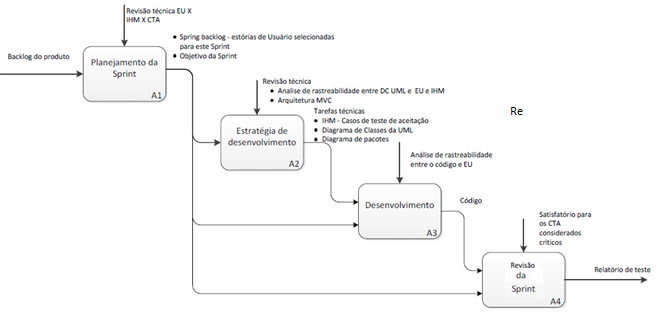 Revisão técnica EU X
IHM X CTA
Backlog do produto
Planejamento da
Sprint
A1
Spring backlog - estórias de Usuário selecionadas
para este Sprint
Objetivo da Sprint
Revisão técnica
Analise de rastreabilidade entre DC UML e EU e IHM
Arquitetura MVC
Tarefas técnicas
IHM - Casos de teste de aceitação
Diagrama de Classes da UML
Diagrama de pacotes
Estratégia de
desenvolvimento
A2
Re
Análise de rastreabilidade
entre o código e EU
Desenvolvimento
A3
Código
Satisfatório para
os CTA
considerados
críticos
Revisão
da
Sprint
A4
Relatório de teste